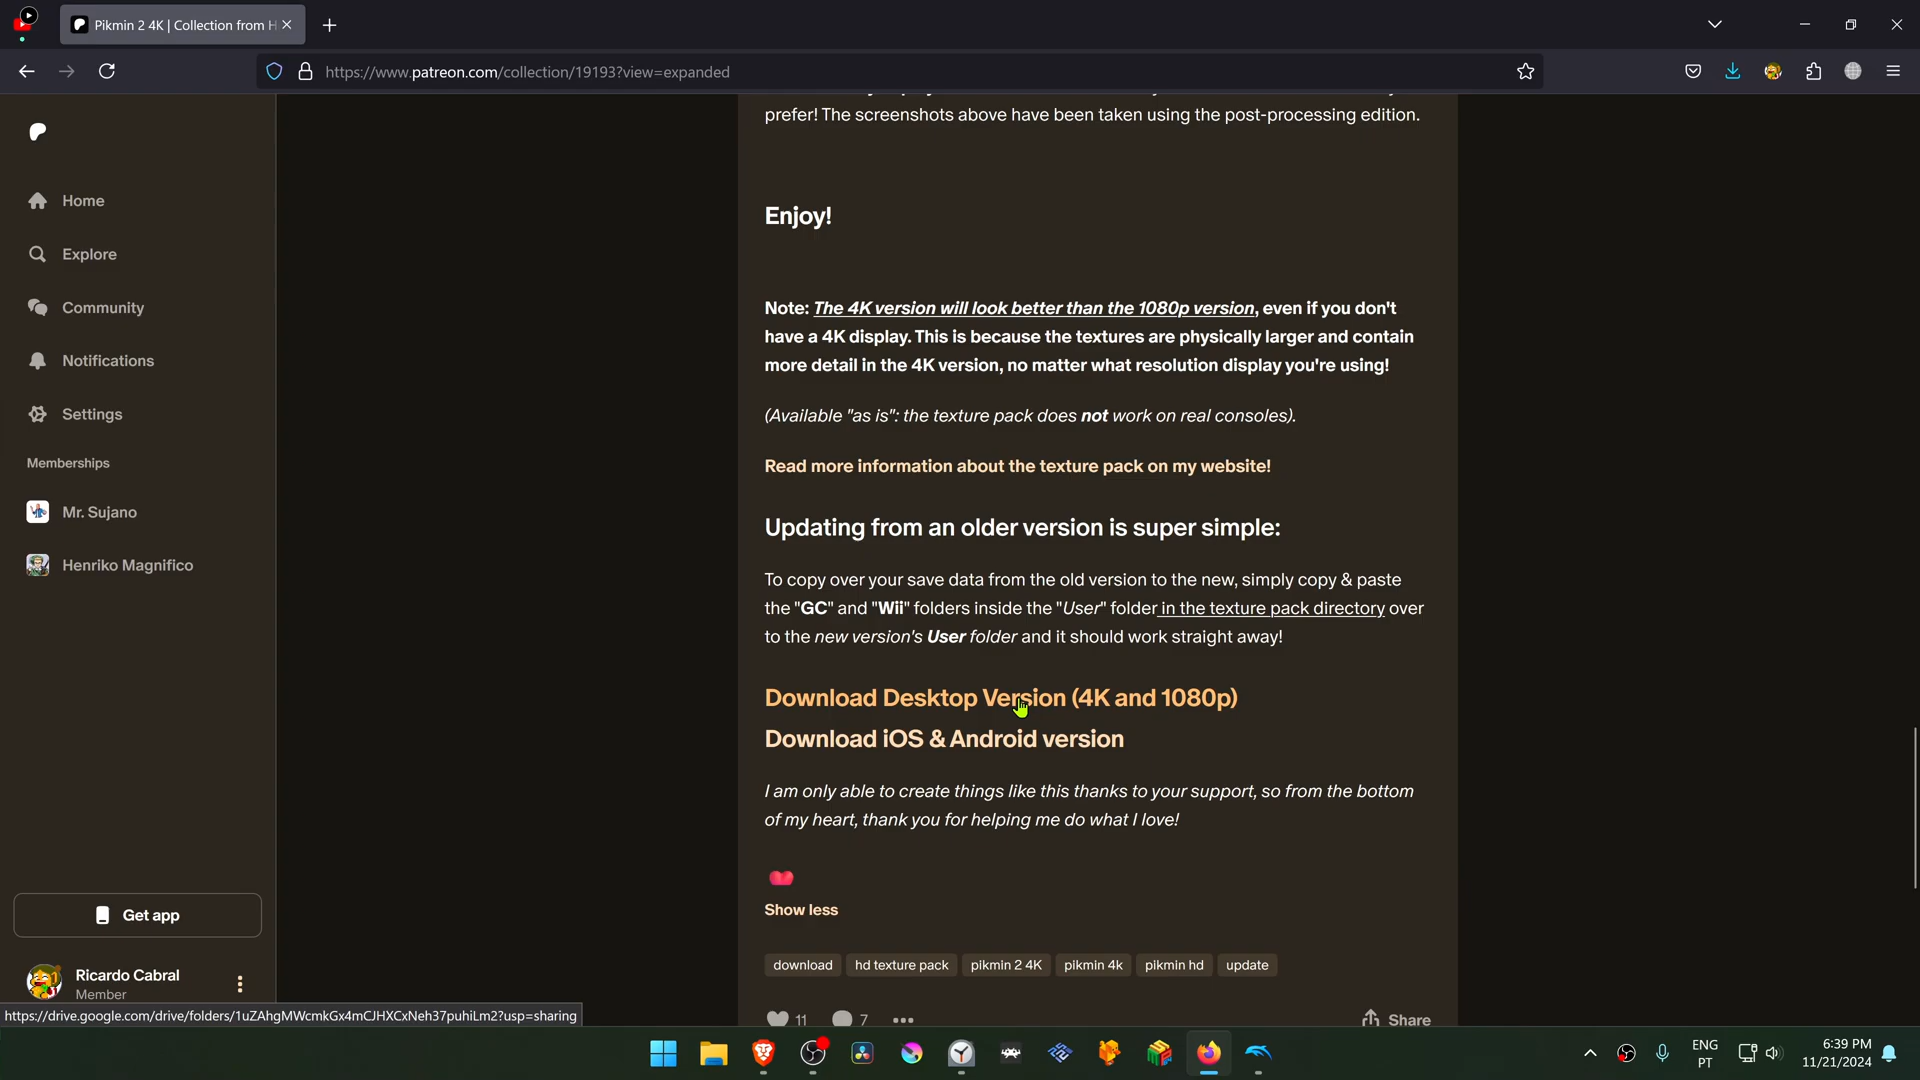 Pikmin 2 4K | Collection from H
https://www.patreon.com/collection/19193?view=expanded
Home
Explore
Community
Notifications
Settings
Memberships
Mr. Sujano
Henriko Magnifico
Get app
Ricardo Cabral
Member
prefer! The screenshots above have been taken using the post-processing edition.
Enjoy!
Note: The 4K version will look better than the 1080p version, even if you don't
have a 4K display. This is because the textures are physically larger and contain
more detail in the 4K version, no matter what resolution display you're using!
(Available "as is": the texture pack does not work on real consoles).
Read more information about the texture pack on my website!
Updating from an older version is super simple:
To copy over your save data from the old version to the new, simply copy & paste
the "GC" and "Wii" folders inside the "User" folder in the texture pack directory over
to the new version's User folder and it should work straight away!
Download Desktop Version (4K and 1080p)
Download iOS & Android version
I am only able to create things like this thanks to your support, so from the bottom
of my heart, thank you for helping me do what I love!
Show less
download hd texture pack pikmin 2 4K pikmin 4k pikmin hd update
11 7 Share
https://drive.google.com/drive/folders/1uZAhgMWcmkGx4mCJHXCxNeh37puhiLm2?usp=sharing
ENG
PT
6:39 PM
11/21/2024